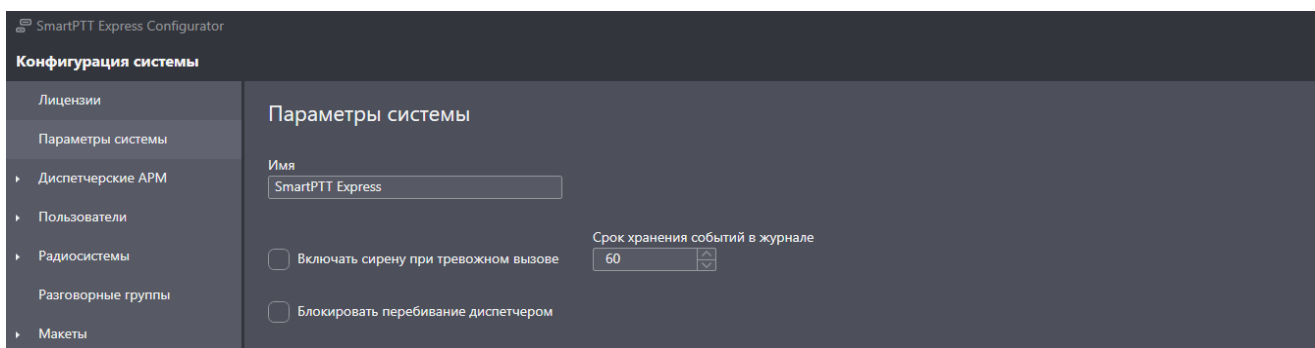 SmartPTT Express Configurator
Конфигурация системы
Лицензии
Параметры системы
Диспетчерские АРМ
Пользователи
Радиосистемы
Разговорные группы
Макеты
Параметры системы
Имя
SmartPTT Express
Включать сирену при тревожном вызове
Срок хранения событий в журнале
60
Блокировать перебивание диспетчером